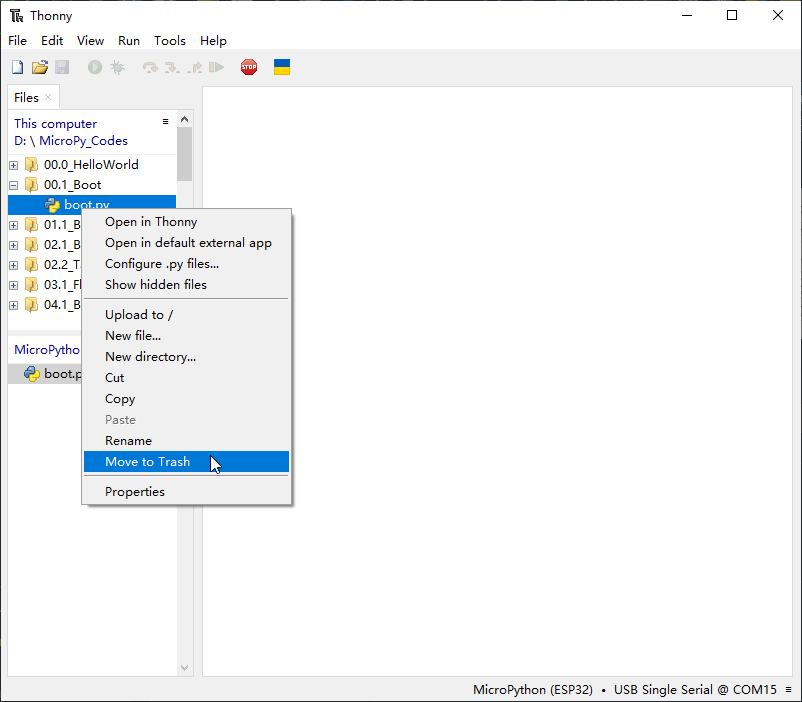 Thonny
File Edit View Run Tools Help
STOP
Files
This computer
D: \ MicroPy_Codes
00.0_HelloWorld
00.1_Boot
boot.py
01.1_B
02.1_B
02.2_T
03.1_Fl
04.1_B
MicroPytho
boot.p
Open in Thonny
Open in default external app
Configure .py files...
Show hidden files
Upload to /
New file...
New directory...
Cut
Copy
Paste
Rename
Move to Trash
Properties
MicroPython (ESP32) • USB Single Serial @ COM15 ≡